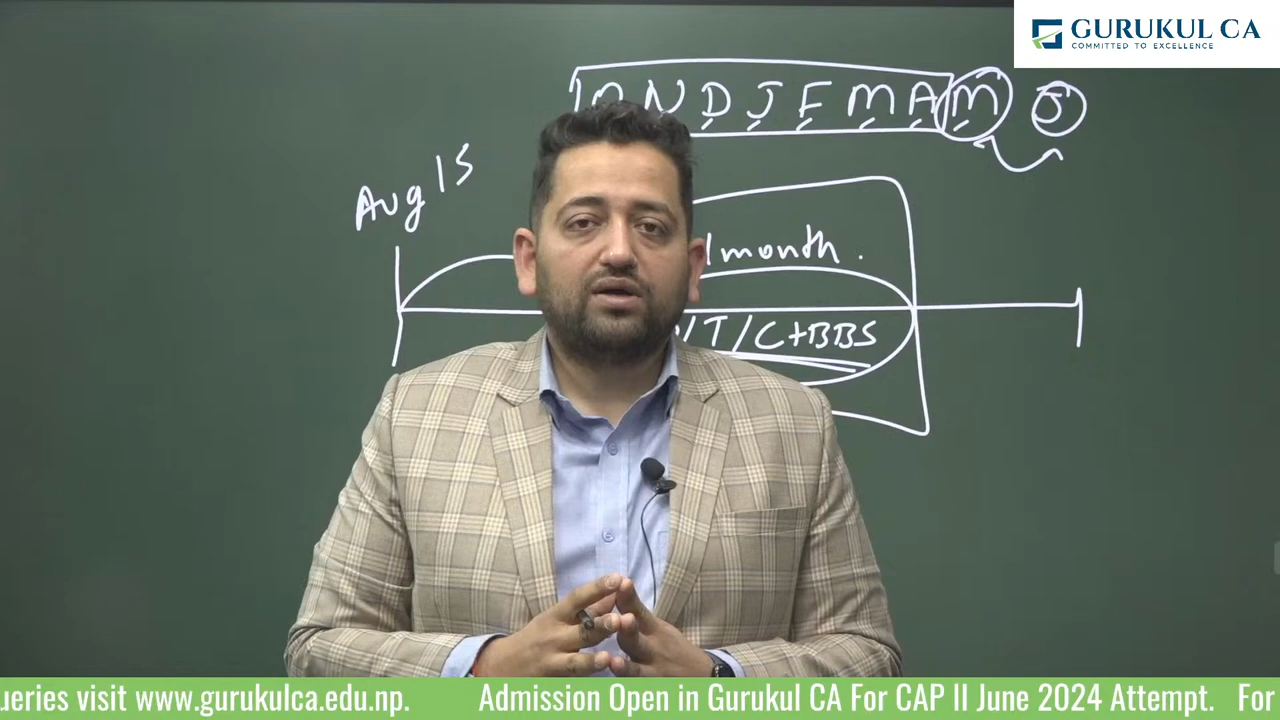 GURUKUL CA
COMMITTED TO EXCELLENCE
N D J F M A M J
Aug 15
1 month.
/T/C+BBS
ueries visit www.gurukulca.edu.np. Admission Open in Gurukul CA For CAP II June 2024 Attempt. For